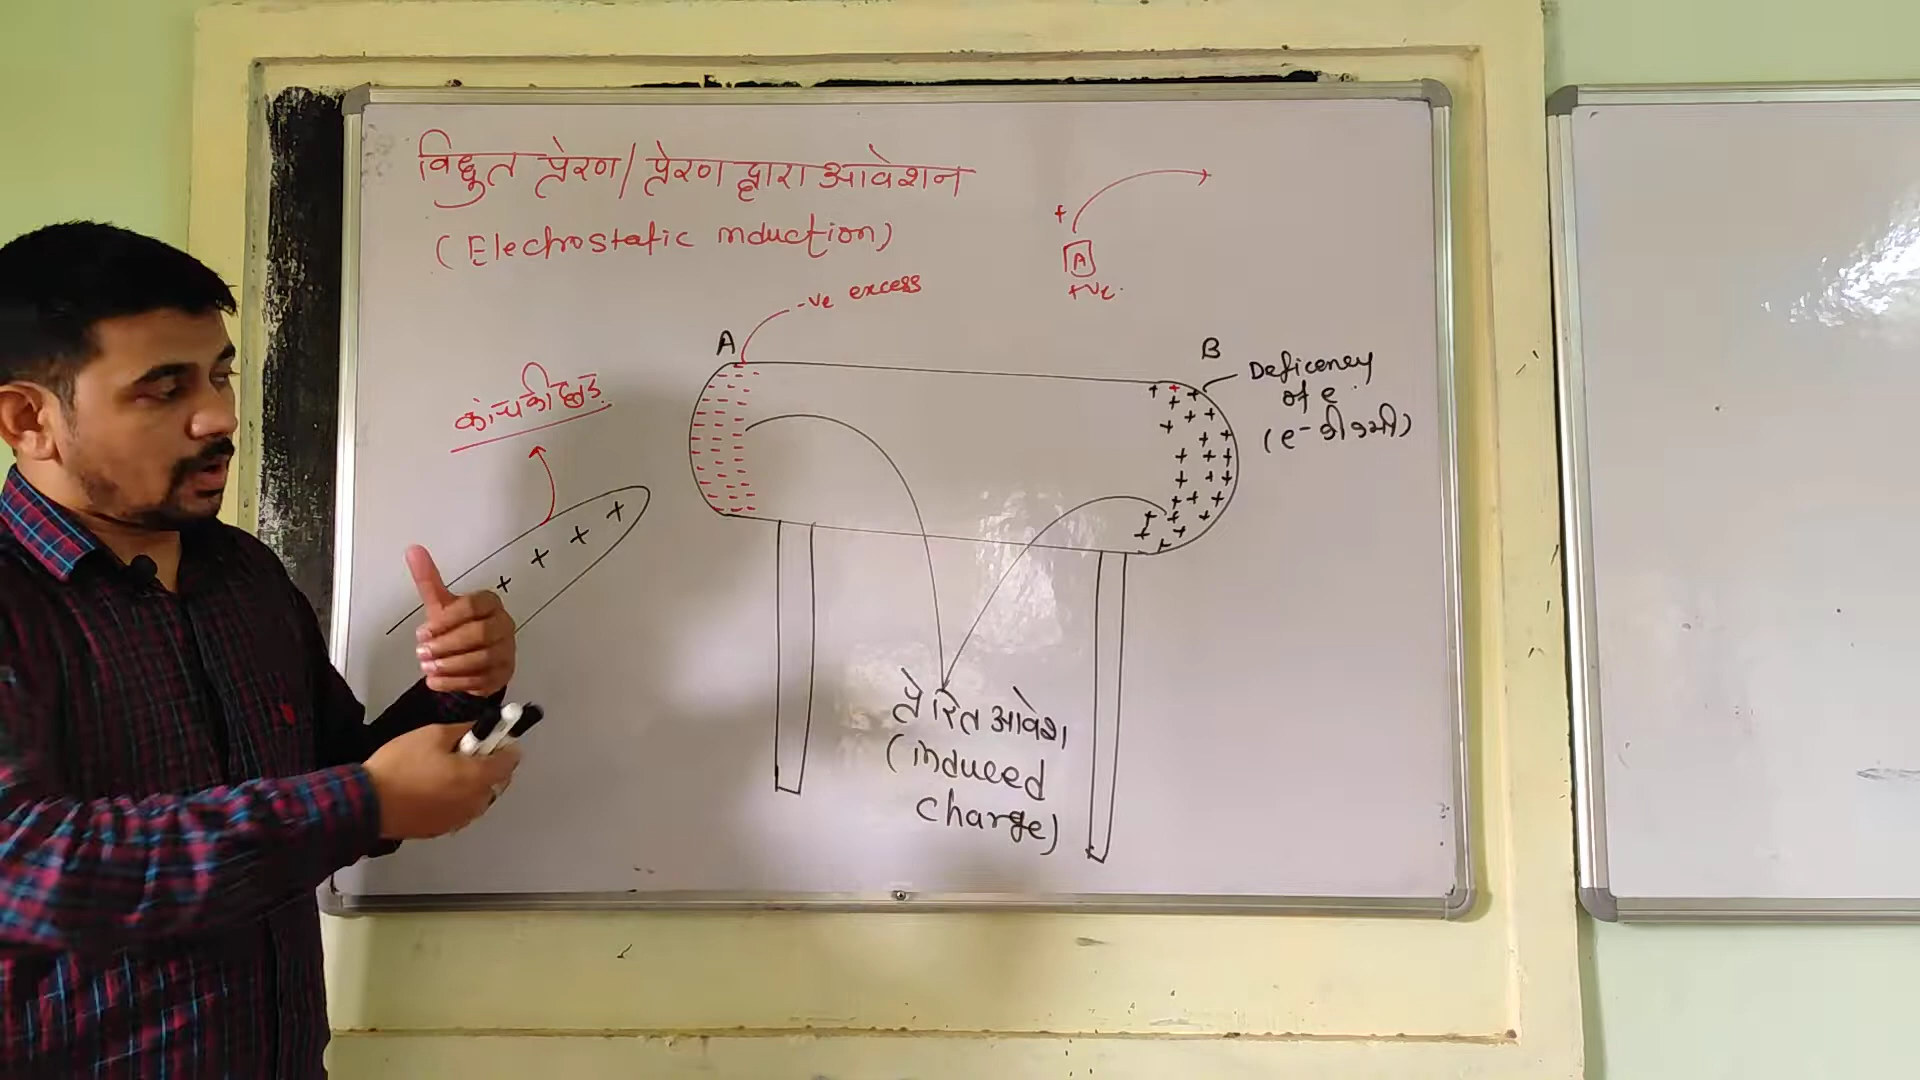 विद्युत प्रेरण/प्रेरण द्वारा आवेशन
(Electrostatic induction)
+
A
+ve.
-ve excess
A
B
Deficency
of e
(e⁻ की कमी)
काँच की छड़
+ + + +
प्रेरित आवेश
(induced
charge)